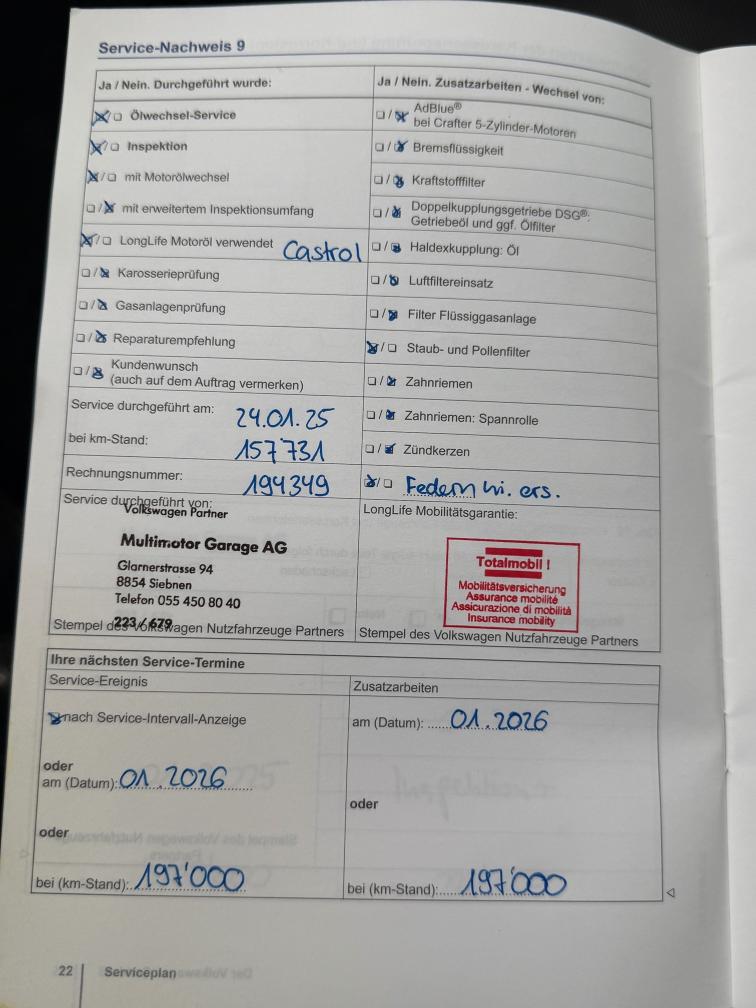 Service-Nachweis 9
Ja / Nein. Durchgeführt wurde:
Ölwechsel-Service
Inspektion
mit Motorölwechsel
mit erweitertem Inspektionsumfang
LongLife Motoröl verwendet Castrol
Karosserieprüfung
Gasanlagenprüfung
Reparaturempfehlung
Kundenwunsch
(auch auf dem Auftrag vermerken)
Service durchgeführt am: 24.01.25
bei km-Stand: 157'731
Rechnungsnummer: 194349
Service durchgeführt von:
Volkswagen Partner
Multimotor Garage AG
Glarnerstrasse 94
8854 Siebnen
Telefon 055 450 80 40
223 / 679
Stempel des Volkswagen Nutzfahrzeuge Partners
Ja / Nein. Zusatzarbeiten - Wechsel von:
AdBlue®
bei Crafter 5-Zylinder-Motoren
Bremsflüssigkeit
Kraftstofffilter
Doppelkupplungsgetriebe DSG®:
Getriebeöl und ggf. Ölfilter
Haldexkupplung: Öl
Luftfiltereinsatz
Filter Flüssiggasanlage
Staub- und Pollenfilter
Zahnriemen
Zahnriemen: Spannrolle
Zündkerzen
Federn hi. ers.
LongLife Mobilitätsgarantie:
Totalmobil !
Mobilitätsversicherung
Assurance mobilité
Assicurazione di mobilità
Insurance mobility
Stempel des Volkswagen Nutzfahrzeuge Partners
Ihre nächsten Service-Termine
Service-Ereignis
nach Service-Intervall-Anzeige
oder
am (Datum): 01.2026
oder
bei (km-Stand): 197'000
Zusatzarbeiten
am (Datum): 01.2026
oder
bei (km-Stand): 197'000
22 Serviceplan